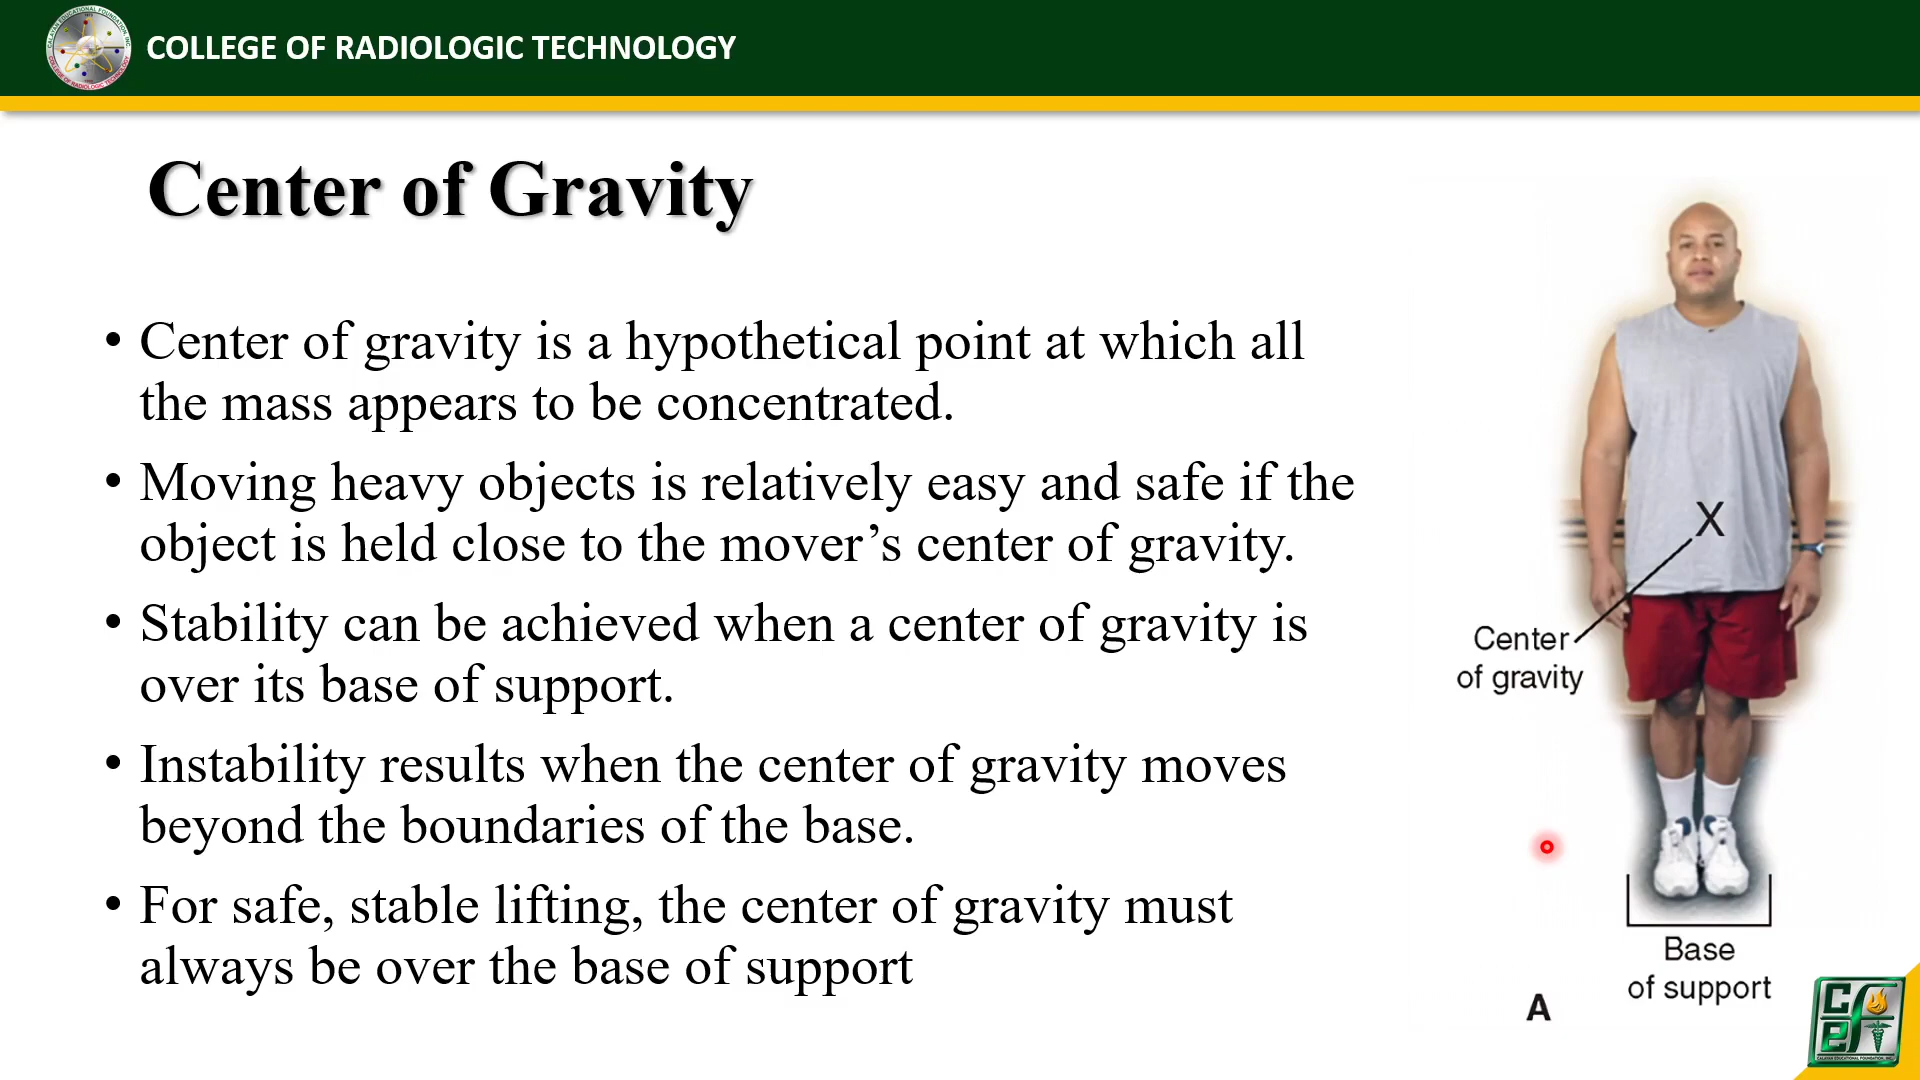 COLLEGE OF RADIOLOGIC TECHNOLOGY
Center of Gravity
• Center of gravity is a hypothetical point at which all
the mass appears to be concentrated.
• Moving heavy objects is relatively easy and safe if the
object is held close to the mover’s center of gravity.
• Stability can be achieved when a center of gravity is
over its base of support.
• Instability results when the center of gravity moves
beyond the boundaries of the base.
• For safe, stable lifting, the center of gravity must
always be over the base of support
X
Center
of gravity
Base
of support
A